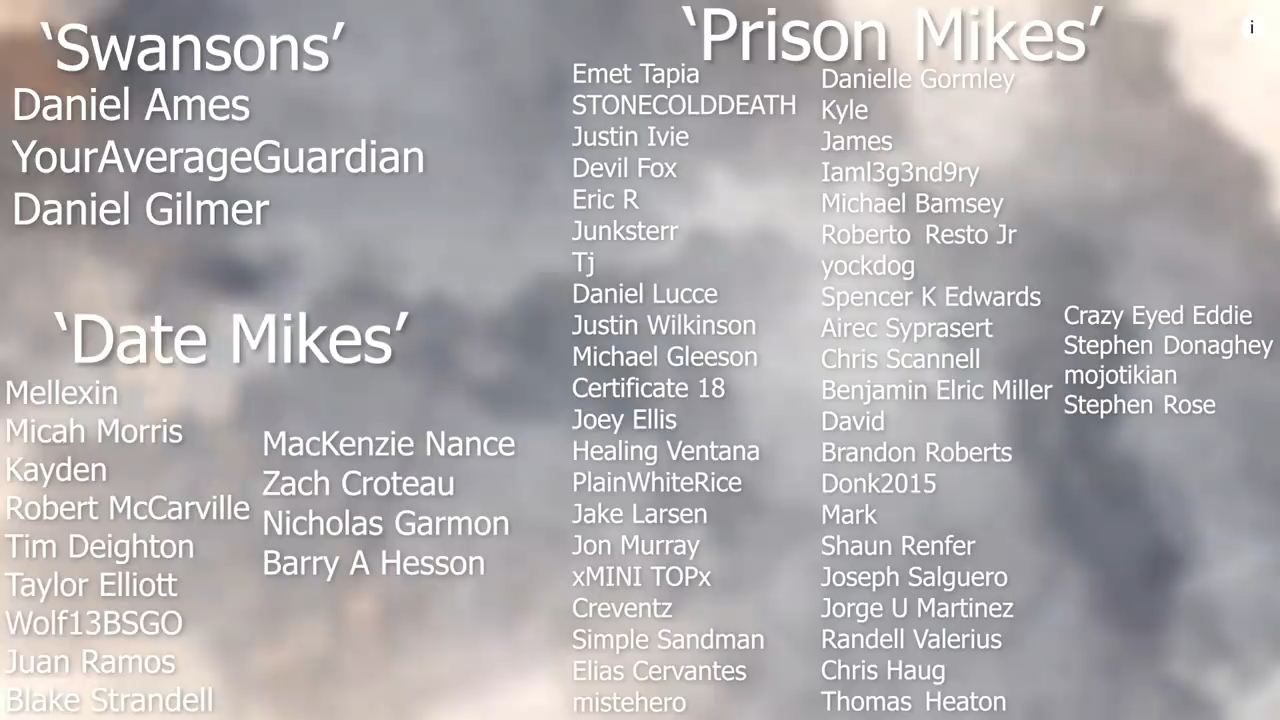 ‘Swansons’
Daniel Ames
YourAverageGuardian
Daniel Gilmer
‘Date Mikes’
Mellexin
Micah Morris
Kayden
Robert McCarville
Tim Deighton
Taylor Elliott
Wolf13BSGO
Juan Ramos
Blake Strandell
MacKenzie Nance
Zach Croteau
Nicholas Garmon
Barry A Hesson
‘Prison Mikes’
Emet Tapia
STONECOLDDEATH
Justin Ivie
Devil Fox
Eric R
Junksterr
Tj
Daniel Lucce
Justin Wilkinson
Michael Gleeson
Certificate 18
Joey Ellis
Healing Ventana
PlainWhiteRice
Jake Larsen
Jon Murray
xMINI TOPx
Creventz
Simple Sandman
Elias Cervantes
mistehero
Danielle Gormley
Kyle
James
Iaml3g3nd9ry
Michael Bamsey
Roberto Resto Jr
yockdog
Spencer K Edwards
Airec Syprasert
Chris Scannell
Benjamin Elric Miller
David
Brandon Roberts
Donk2015
Mark
Shaun Renfer
Joseph Salguero
Jorge U Martinez
Randell Valerius
Chris Haug
Thomas Heaton
Crazy Eyed Eddie
Stephen Donaghey
mojotikian
Stephen Rose
i